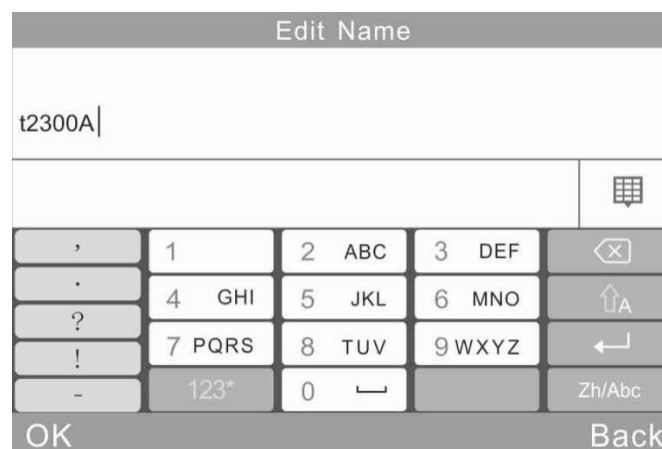 Edit Name
t2300A
,
1
2 ABC
3 DEF
.
4 GHI
5 JKL
6 MNO
A
?
7 PQRS
8 TUV
9 WXYZ
!
-
123*
0
Zh/Abc
OK
Back